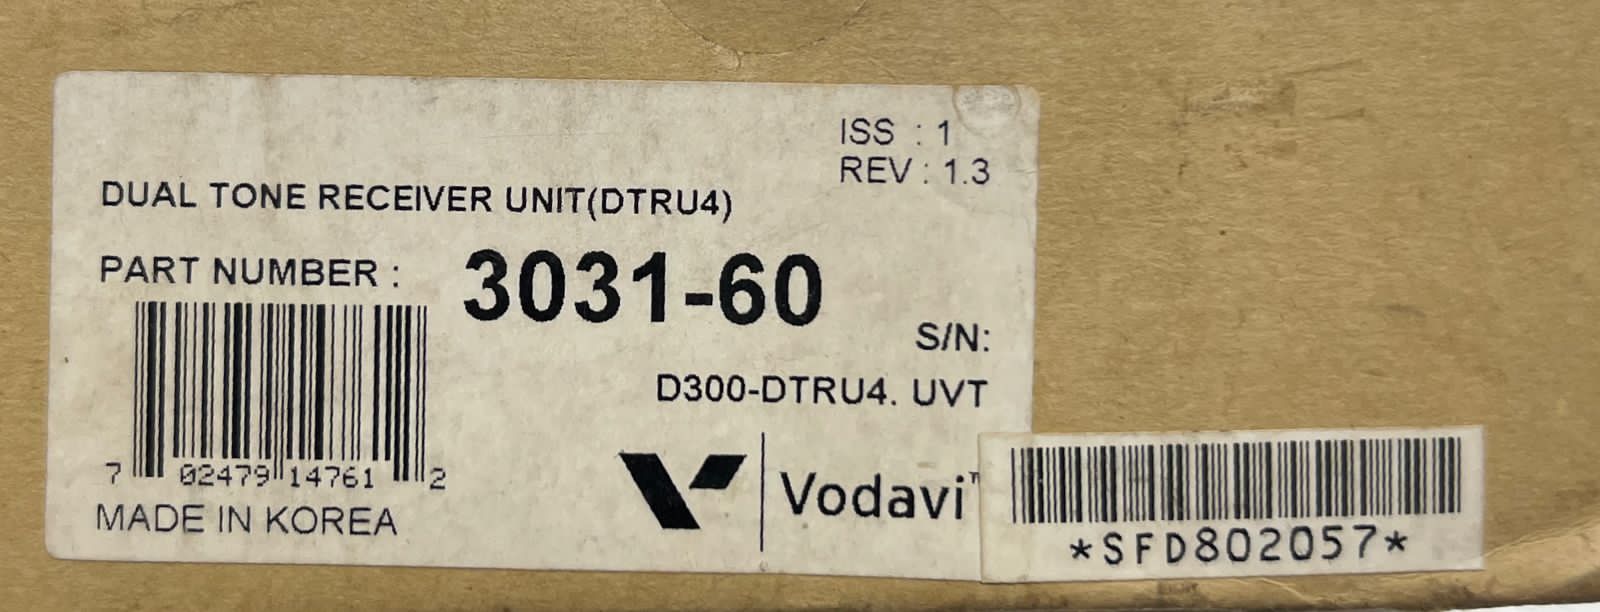 ISS : 1
REV : 1.3
DUAL TONE RECEIVER UNIT(DTRU4)
PART NUMBER : 3031-60
S/N:
D300-DTRU4. UVT
7 02479 14761 2
MADE IN KOREA
Vodavi™
*SFD802057*